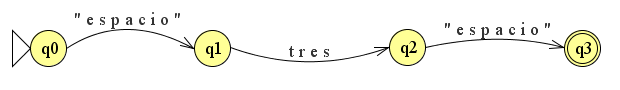 "espacio"
"espacio"
q0
q1
tres
q2
q3